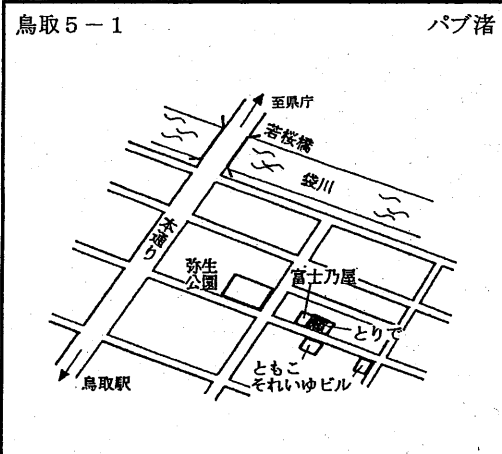 鳥取5-1
パブ渚
至県庁
若桜橋
袋川
本通り
弥生
公園
富士乃屋
とりで
ともこ
それいゆビル
鳥取駅